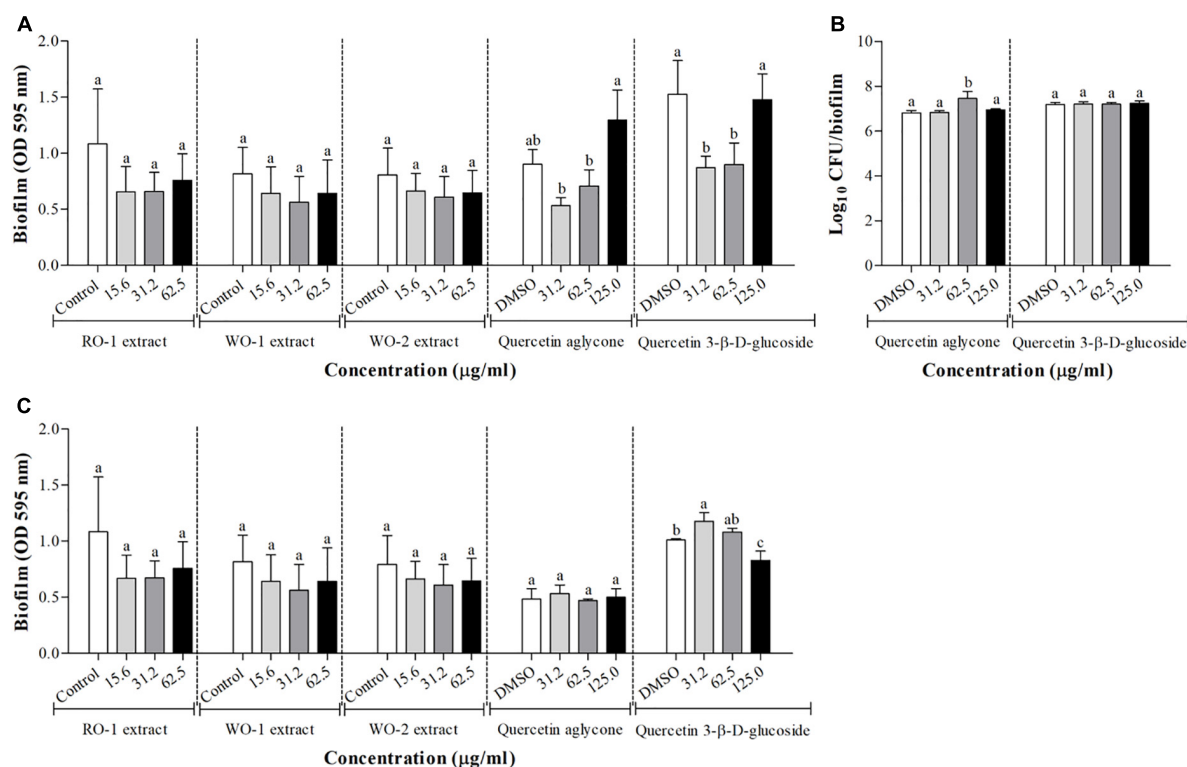 A
Biofilm (OD 595 nm)
2.0
1.5
1.0
0.5
0.0
a a a a a a a a a a a a ab b b a a b b a
Control 15.6 31.2 62.5 Control 15.6 31.2 62.5 Control 15.6 31.2 62.5 DMSO 31.2 62.5 125.0 DMSO 31.2 62.5 125.0
RO-1 extract WO-1 extract WO-2 extract Quercetin aglycone Quercetin 3-β-D-glucoside
Concentration (μg/ml)
B
Log10 CFU/biofilm
10
8
6
4
2
0
a a b a a a a a
DMSO 31.2 62.5 125.0 DMSO 31.2 62.5 125.0
Quercetin aglycone Quercetin 3-β-D-glucoside
Concentration (μg/ml)
C
Biofilm (OD 595 nm)
2.0
1.5
1.0
0.5
0.0
a a a a a a a a a a a a a a a a b a ab c
Control 15.6 31.2 62.5 Control 15.6 31.2 62.5 Control 15.6 31.2 62.5 DMSO 31.2 62.5 125.0 DMSO 31.2 62.5 125.0
RO-1 extract WO-1 extract WO-2 extract Quercetin aglycone Quercetin 3-β-D-glucoside
Concentration (μg/ml)